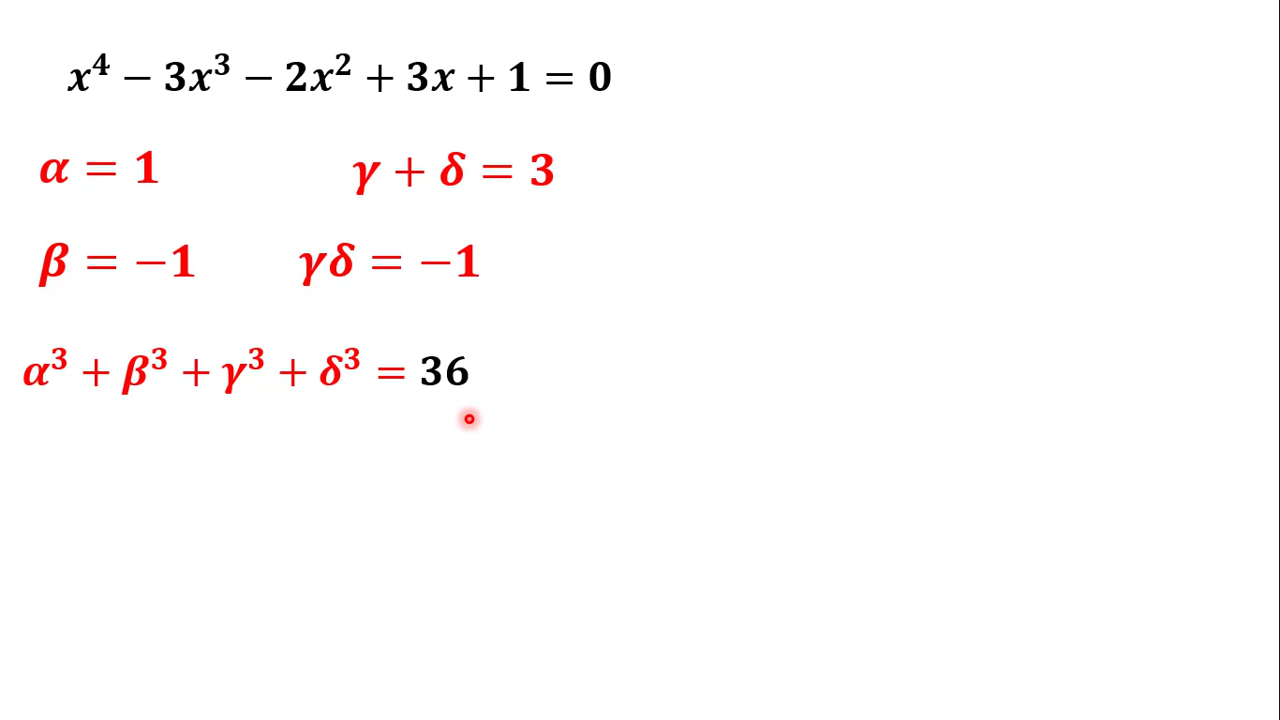 x⁴ − 3x³ − 2x² + 3x + 1 = 0
α = 1 γ + δ = 3
β = −1 γδ = −1
α³ + β³ + γ³ + δ³ = 36